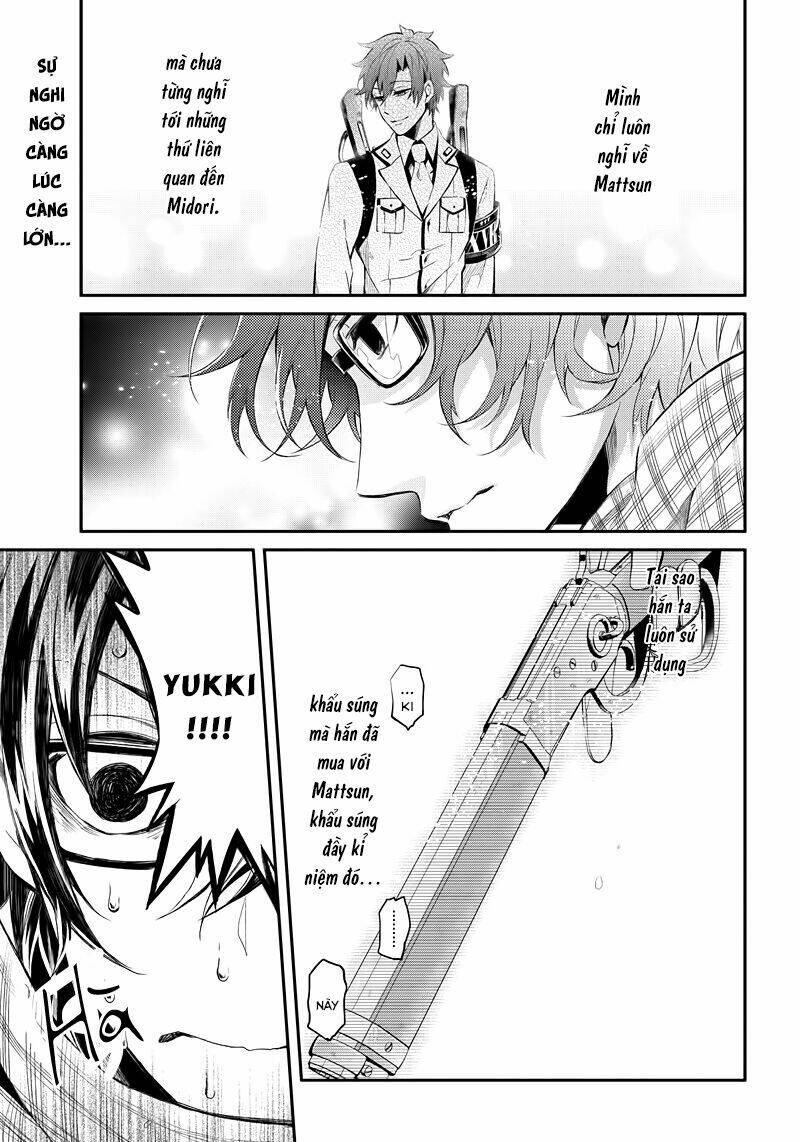 Mình
chỉ luôn
nghĩ về
Mattsun
mà chưa
từng nghĩ
tới những
thứ liên
quan đến
Midori.
SỰ
NGHI
NGỜ
CÀNG
LÚC
CÀNG
LỚN...
Tại sao
hắn ta
luôn sử
dụng
...
KI
khẩu súng
mà hắn đã
mua với
Mattsun,
khẩu súng
đầy kỉ
niệm đó...
......
NÀY
YUKKI
!!!!